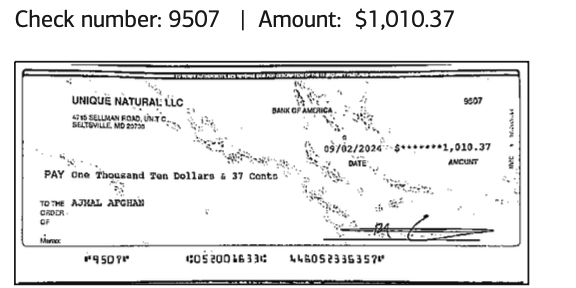 Check number: 9507 | Amount: $1,010.37
UNIQUE NATURAL LLC
9507
4715 SELLMAN ROAD, UNIT C
BELTSVILLE, MD 20705
BANK OF AMERICA
09/02/2024 $*******1,010.37
DATE AMOUNT
PAY One Thousand Ten Dollars & 37 Cents
TO THE AJMAL AFGHAN
ORDER
OF
Memo:
⑈9507⑈ ⑆052001633⑆ 446052336357⑈